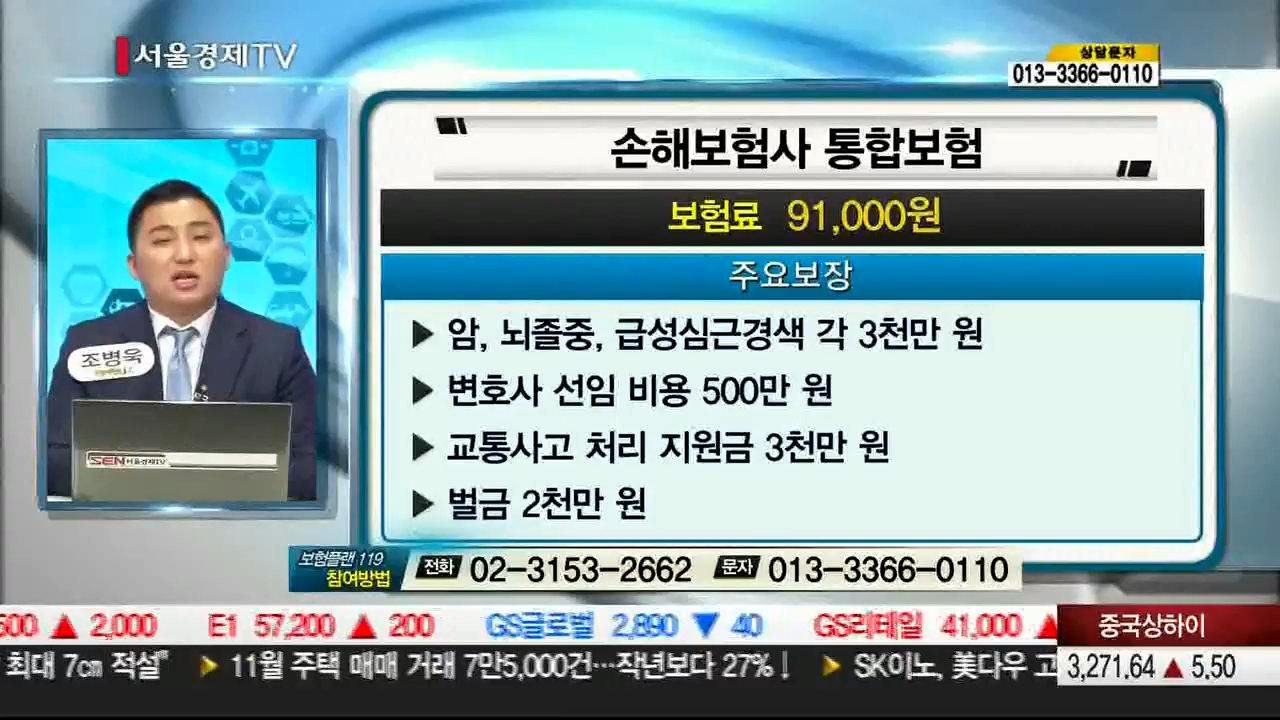 서울경제TV
상담문자
013-3366-0110
손해보험사 통합보험
보험료 91,000원
주요보장
▶ 암, 뇌졸중, 급성심근경색 각 3천만 원
▶ 변호사 선임 비용 500만 원
▶ 교통사고 처리 지원금 3천만 원
▶ 벌금 2천만 원
조병욱
SEN 서울경제TV
보험플랜 119
참여방법
전화 02-3153-2662 문자 013-3366-0110
600 ▲ 2,000 E1 57,200 ▲ 200 GS글로벌 2,890 ▼ 40 GS리테일 41,000 ▲
중국상하이
최대 7㎝ 적설" ▶ 11월 주택 매매 거래 7만5,000건…작년보다 27%↓ ▶ SK이노, 美다우 고
3,271.64 ▲ 5.50